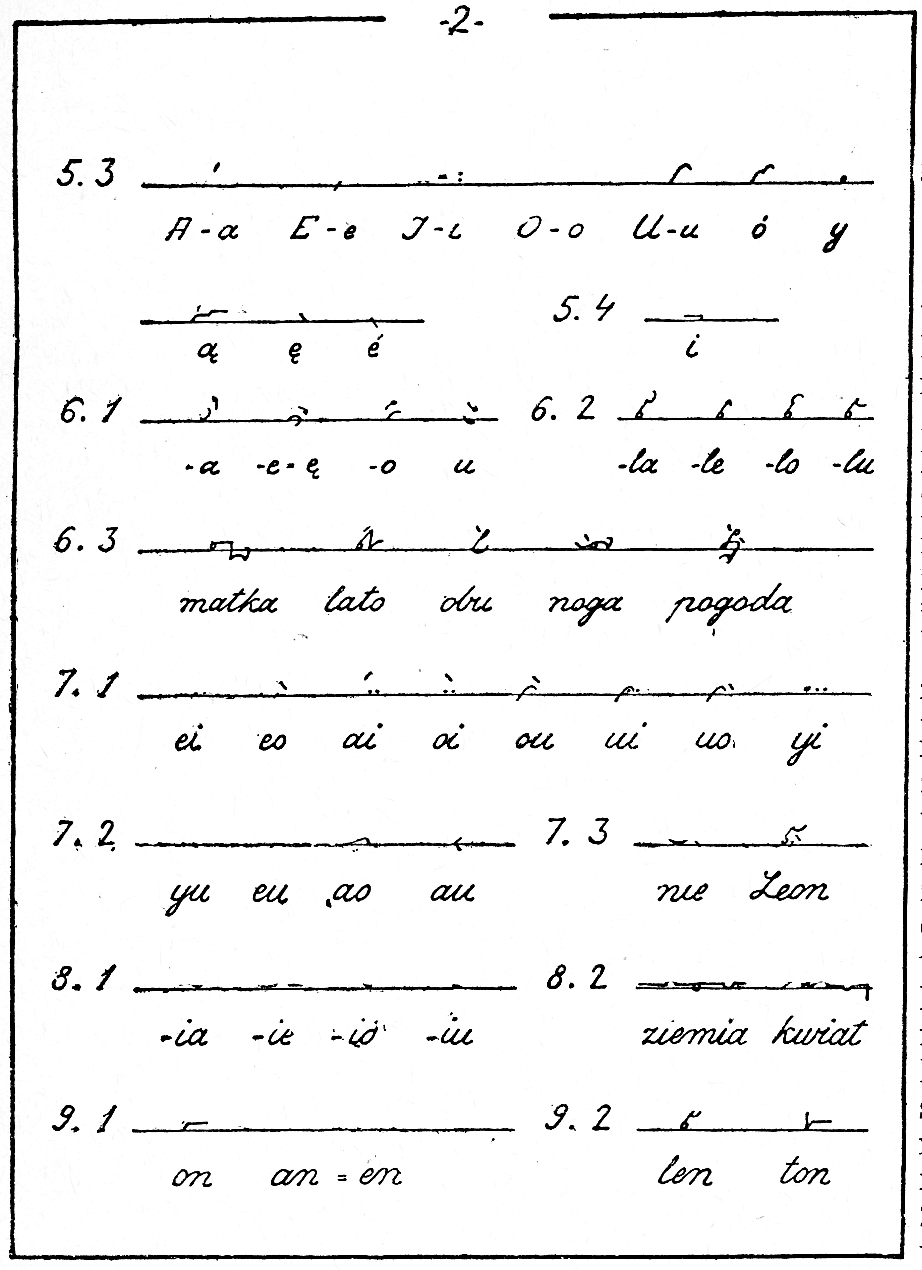 -2-
5.3
A-a E-e I-i O-o U-u ó y
5.4
ą ę é i
6.1 6.2
-a -e-ę -o u -la -le -lo -lu
6.3
matka lato obu noga pogoda
7.1
ei eo ai oi ou ui uo yi
7.2 7.3
yu eu ao au nie Leon
8.1 8.2
-ia -ie -io -iu ziemia kwiat
9.1 9.2
on an = en len ton